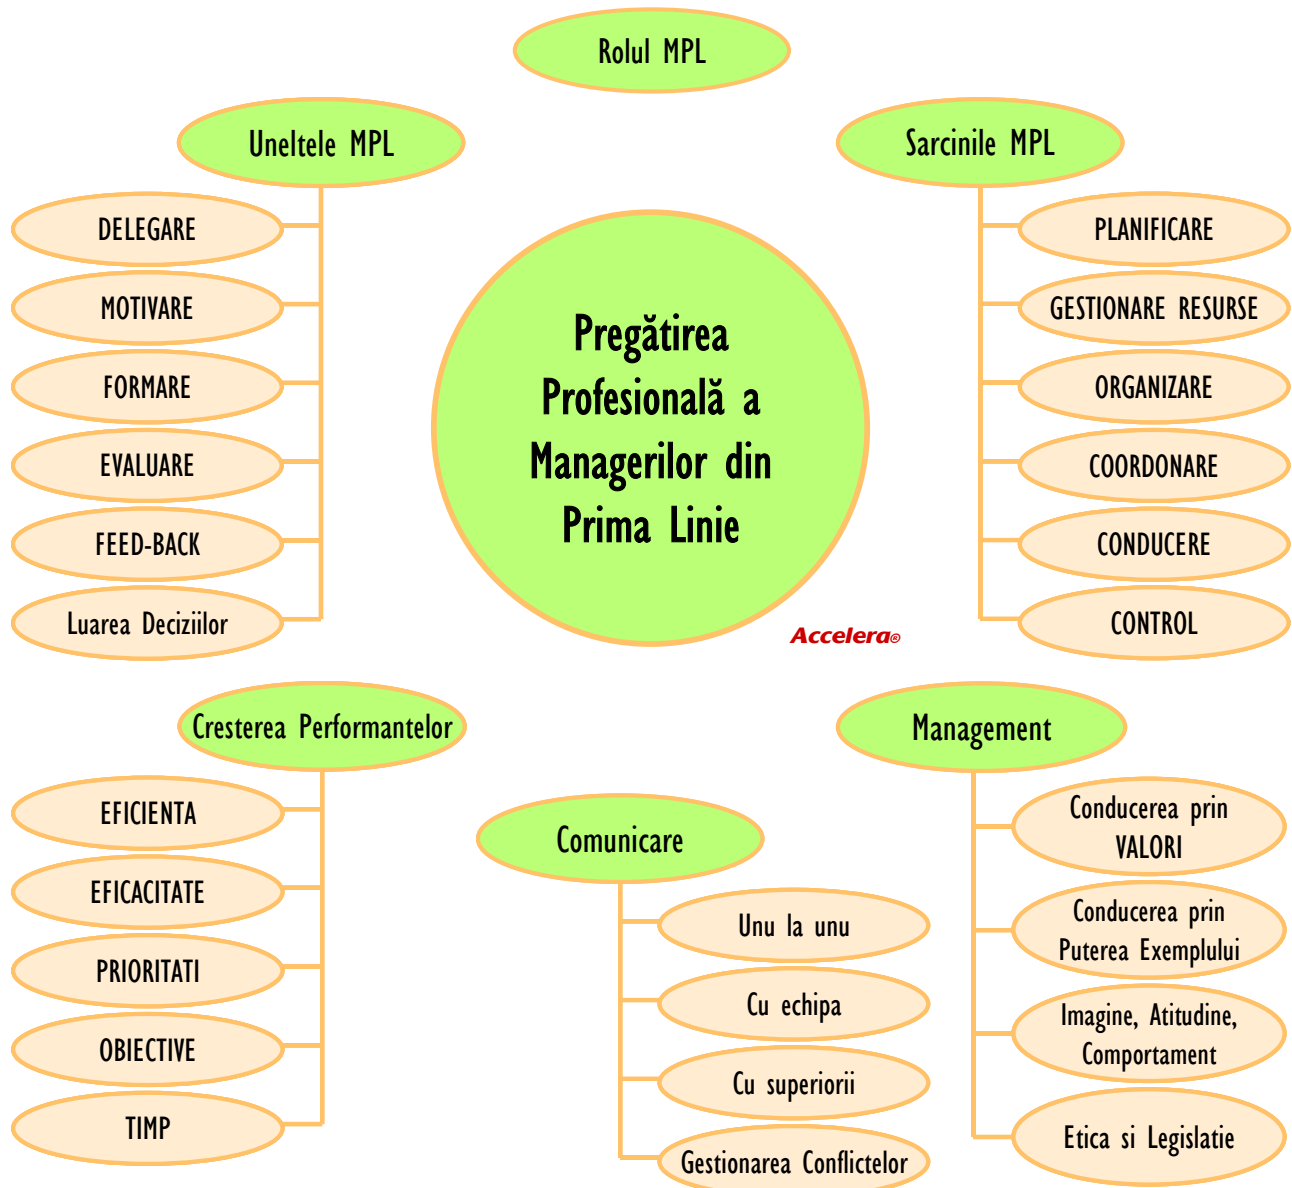 Rolul MPL
Uneltele MPL
DELEGARE
MOTIVARE
FORMARE
EVALUARE
FEED-BACK
Luarea Deciziilor
Sarcinile MPL
PLANIFICARE
GESTIONARE RESURSE
ORGANIZARE
COORDONARE
CONDUCERE
CONTROL
Pregătirea
Profesională a
Managerilor din
Prima Linie
Accelera®
Cresterea Performantelor
EFICIENTA
EFICACITATE
PRIORITATI
OBIECTIVE
TIMP
Comunicare
Unu la unu
Cu echipa
Cu superiorii
Gestionarea Conflictelor
Management
Conducerea prin
VALORI
Conducerea prin
Puterea Exemplului
Imagine, Atitudine,
Comportament
Etica si Legislatie